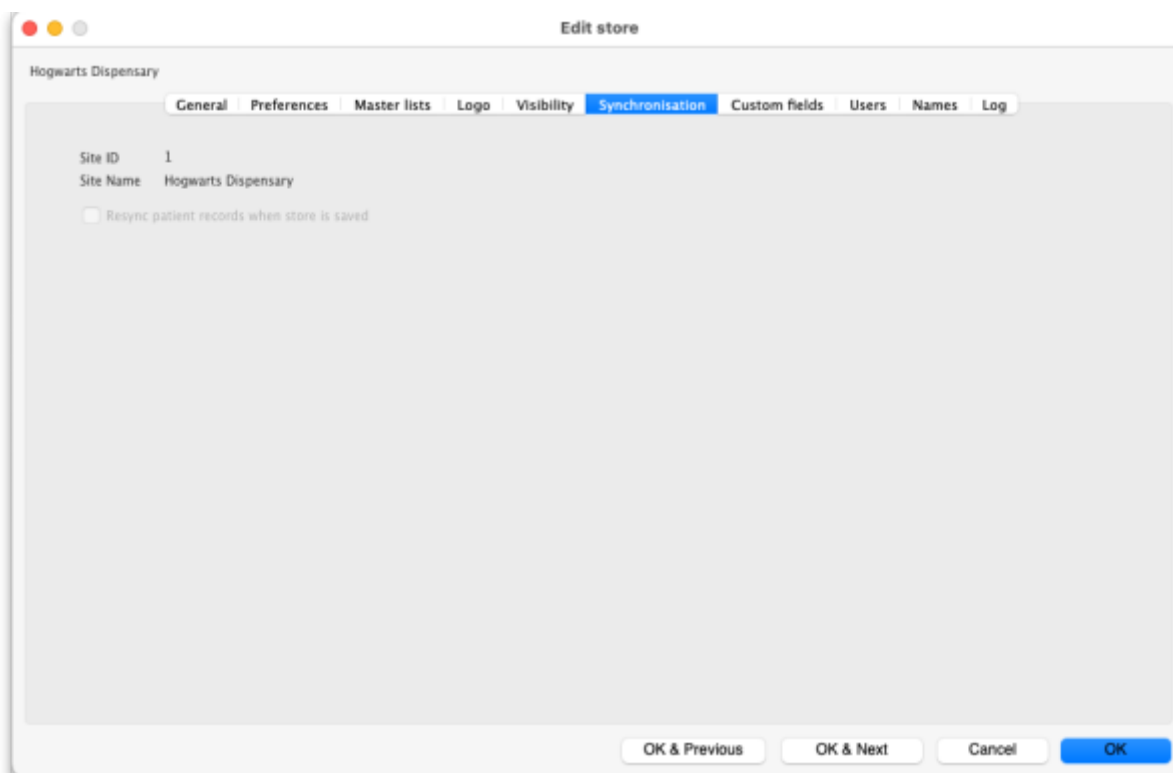 Edit store
Hogwarts Dispensary
General Preferences Master lists Logo Visibility Synchronisation Custom fields Users Names Log
Site ID 1
Site Name Hogwarts Dispensary
Resync patient records when store is saved
OK & Previous OK & Next Cancel OK